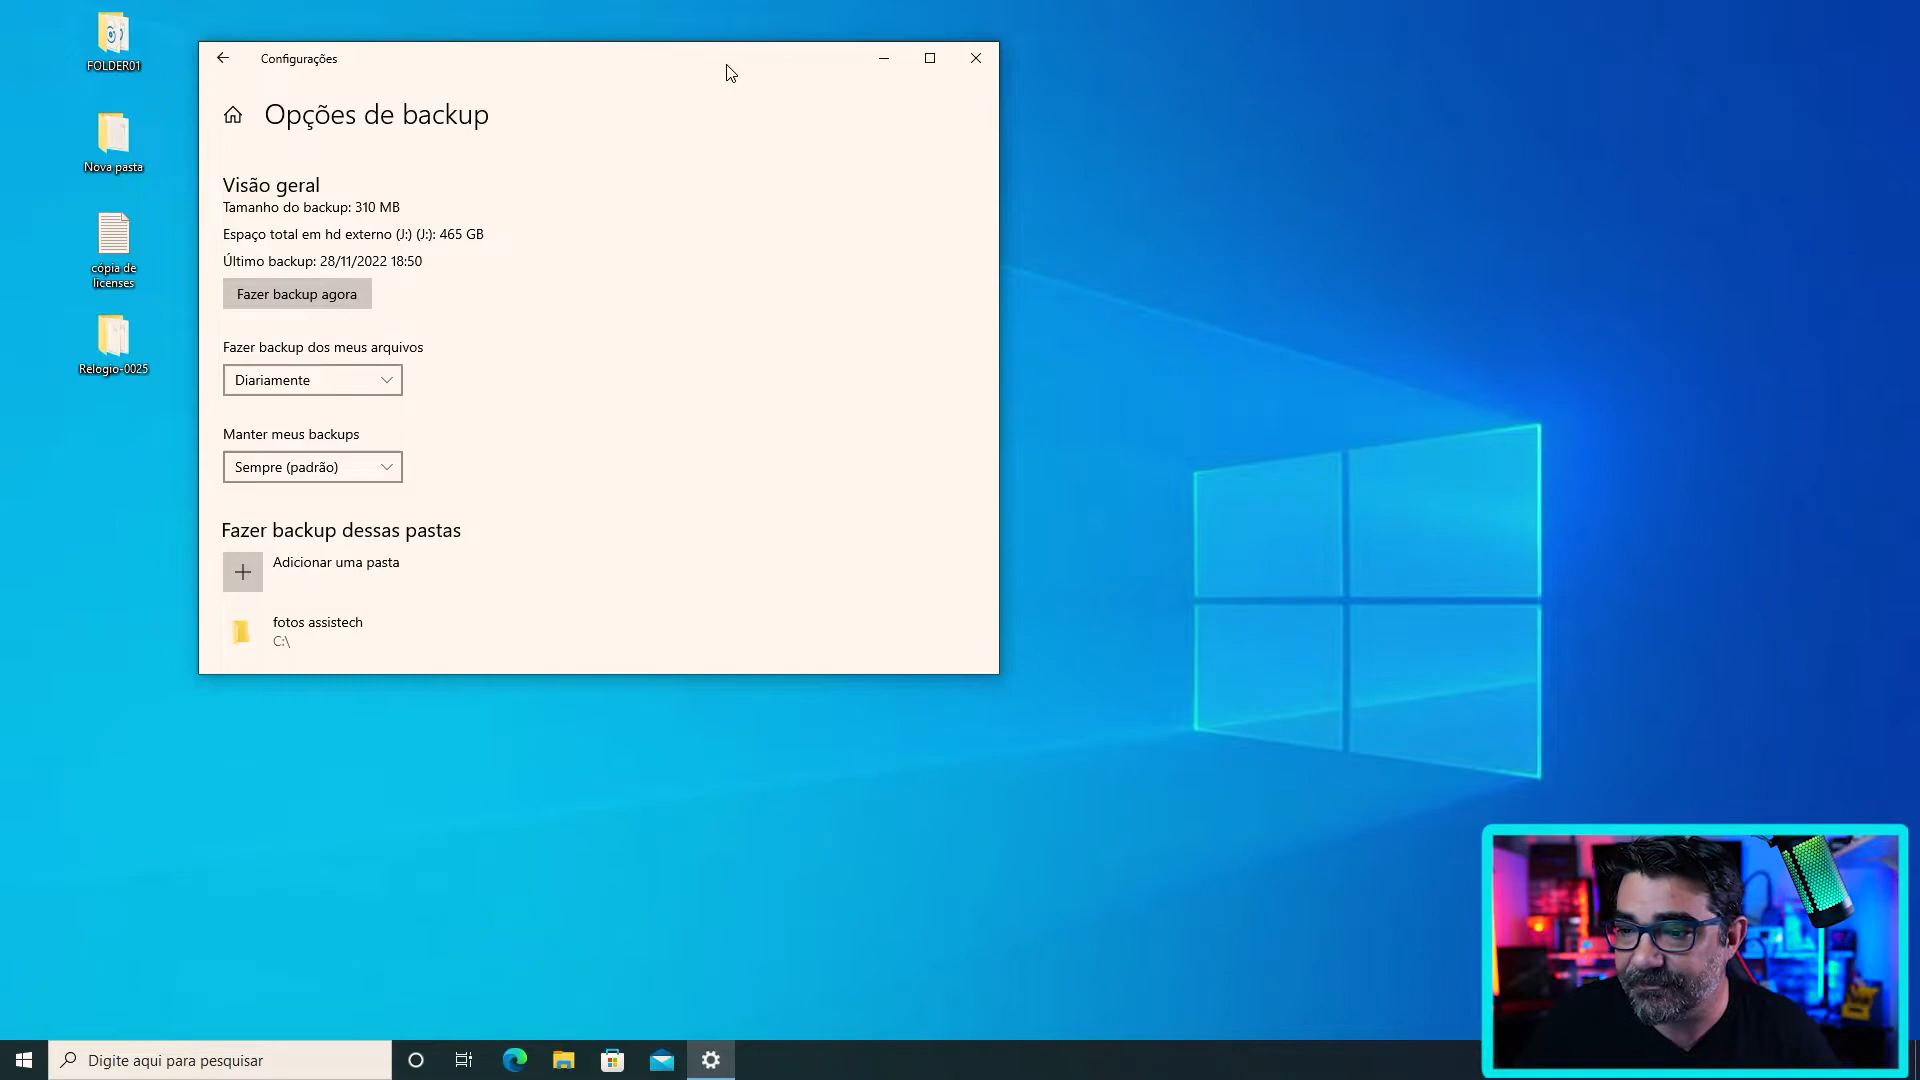 FOLDER01
Nova pasta
cópia de
licenses
Relogio-0025
Configurações
Opções de backup
Visão geral
Tamanho do backup: 310 MB
Espaço total em hd externo (J:) (J:): 465 GB
Último backup: 28/11/2022 18:50
Fazer backup agora
Fazer backup dos meus arquivos
Diariamente
Manter meus backups
Sempre (padrão)
Fazer backup dessas pastas
Adicionar uma pasta
fotos assistech
C:\
Digite aqui para pesquisar